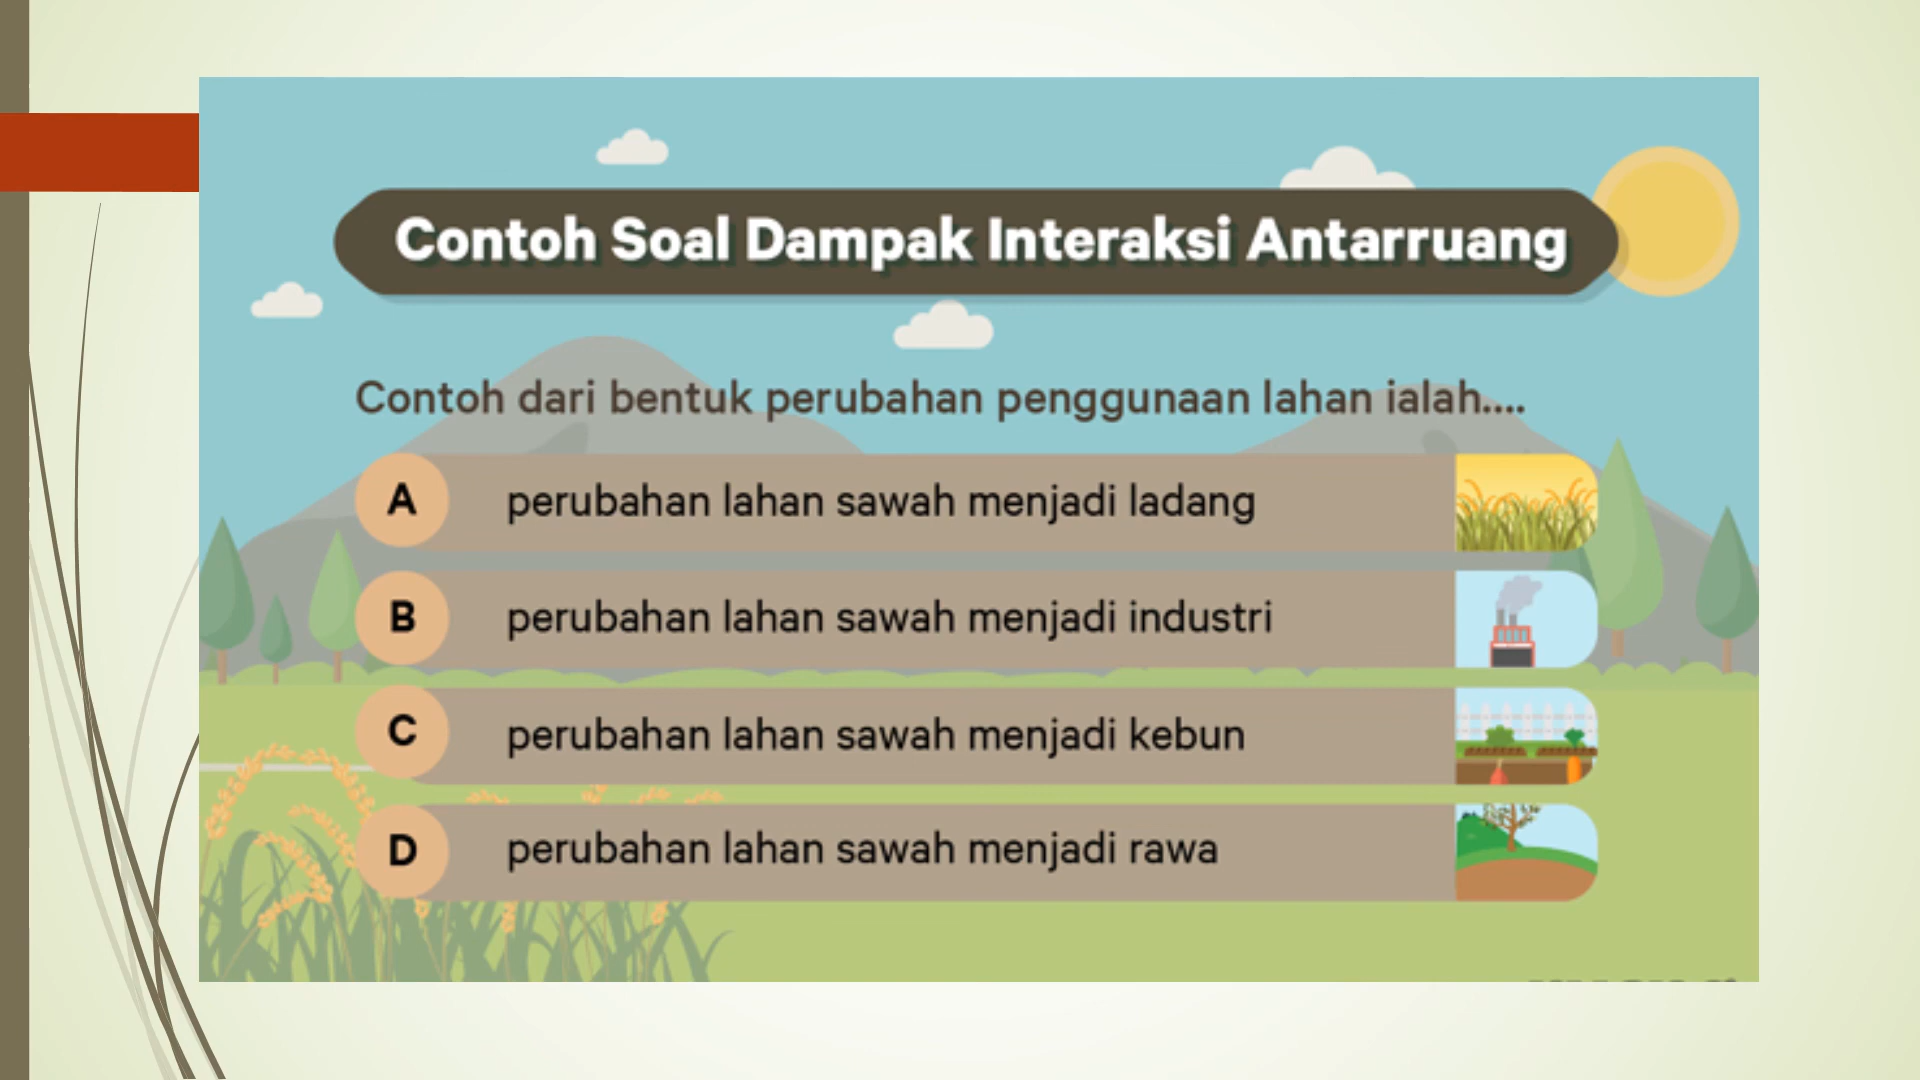 Contoh Soal Dampak Interaksi Antarruang
Contoh dari bentuk perubahan penggunaan lahan ialah....
A perubahan lahan sawah menjadi ladang
B perubahan lahan sawah menjadi industri
C perubahan lahan sawah menjadi kebun
D perubahan lahan sawah menjadi rawa